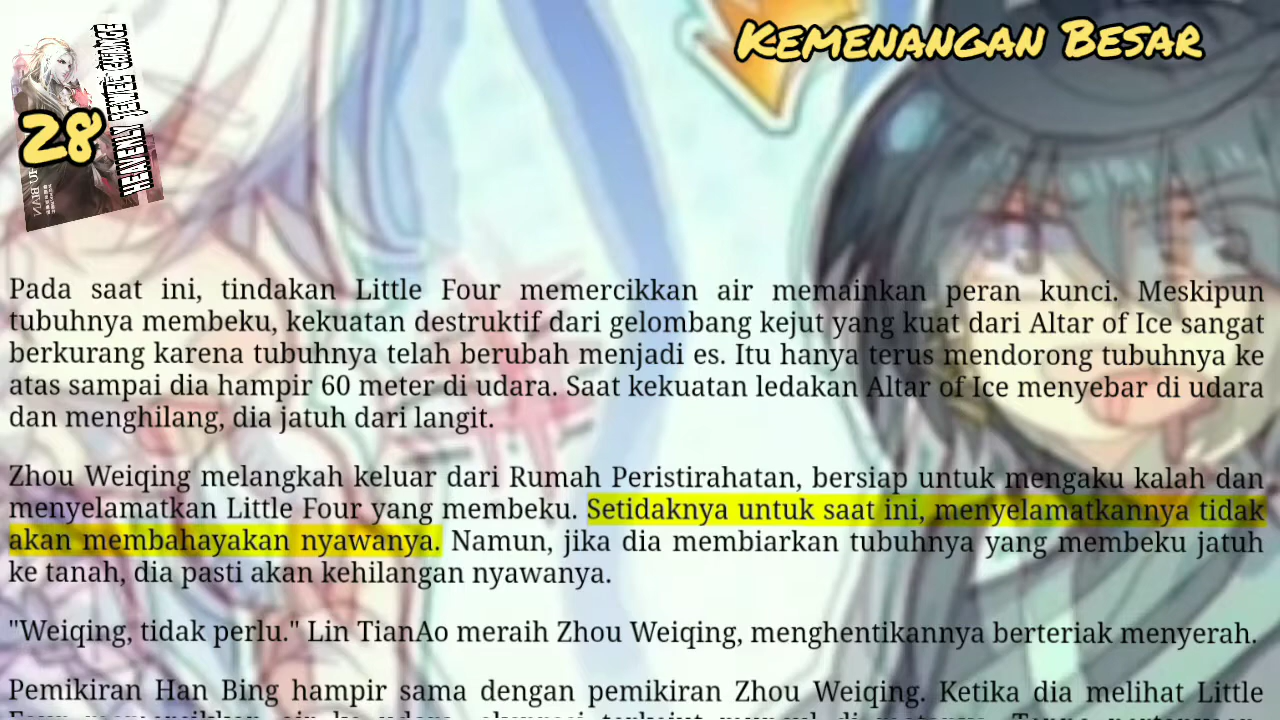 Kemenangan Besar
HEAVENLY JEWEL CHANGE
28
Pada saat ini, tindakan Little Four memercikkan air memainkan peran kunci. Meskipun
tubuhnya membeku, kekuatan destruktif dari gelombang kejut yang kuat dari Altar of Ice sangat
berkurang karena tubuhnya telah berubah menjadi es. Itu hanya terus mendorong tubuhnya ke
atas sampai dia hampir 60 meter di udara. Saat kekuatan ledakan Altar of Ice menyebar di udara
dan menghilang, dia jatuh dari langit.
Zhou Weiqing melangkah keluar dari Rumah Peristirahatan, bersiap untuk mengaku kalah dan
menyelamatkan Little Four yang membeku. Setidaknya untuk saat ini, menyelamatkannya tidak
akan membahayakan nyawanya. Namun, jika dia membiarkan tubuhnya yang membeku jatuh
ke tanah, dia pasti akan kehilangan nyawanya.
"Weiqing, tidak perlu." Lin TianAo meraih Zhou Weiqing, menghentikannya berteriak menyerah.
Pemikiran Han Bing hampir sama dengan pemikiran Zhou Weiqing. Ketika dia melihat Little